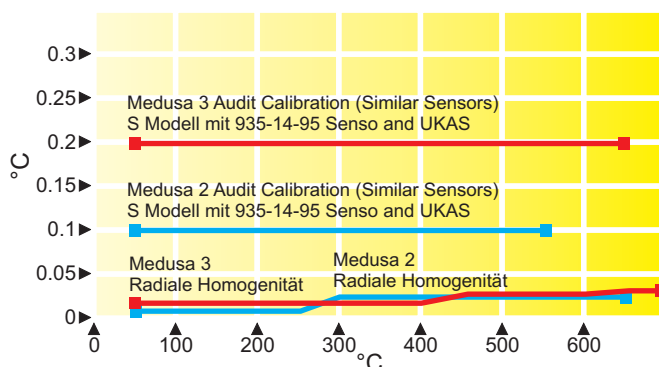 0.3
0.25
Medusa 3 Audit Calibration (Similar Sensors)
S Modell mit 935-14-95 Senso and UKAS
0.2
°C
0.15
Medusa 2 Audit Calibration (Similar Sensors)
S Modell mit 935-14-95 Senso and UKAS
0.1
Medusa 3
Radiale Homogenität
Medusa 2
Radiale Homogenität
0.05
0
0 100 200 300 400 500 600
°C